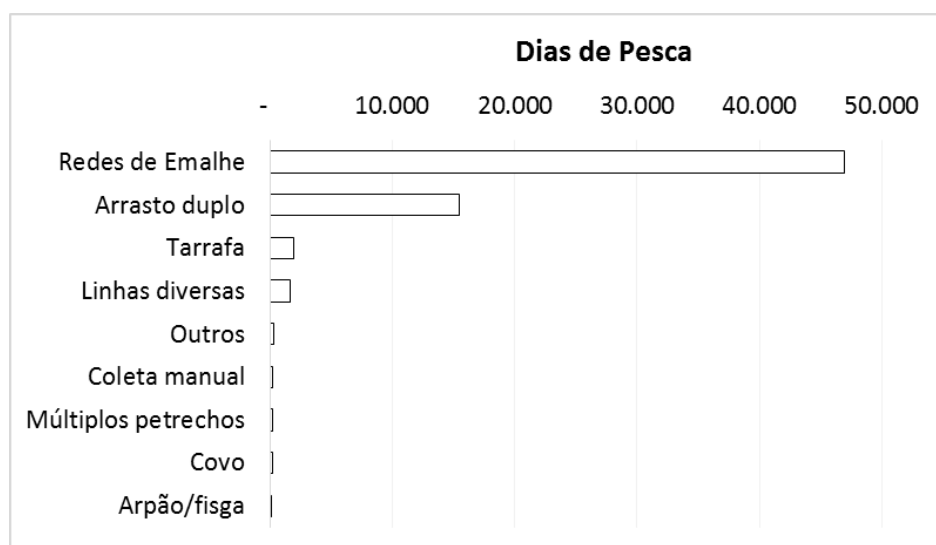 Dias de Pesca
- 10.000 20.000 30.000 40.000 50.000
Redes de Emalhe
Arrasto duplo
Tarrafa
Linhas diversas
Outros
Coleta manual
Múltiplos petrechos
Covo
Arpão/fisga